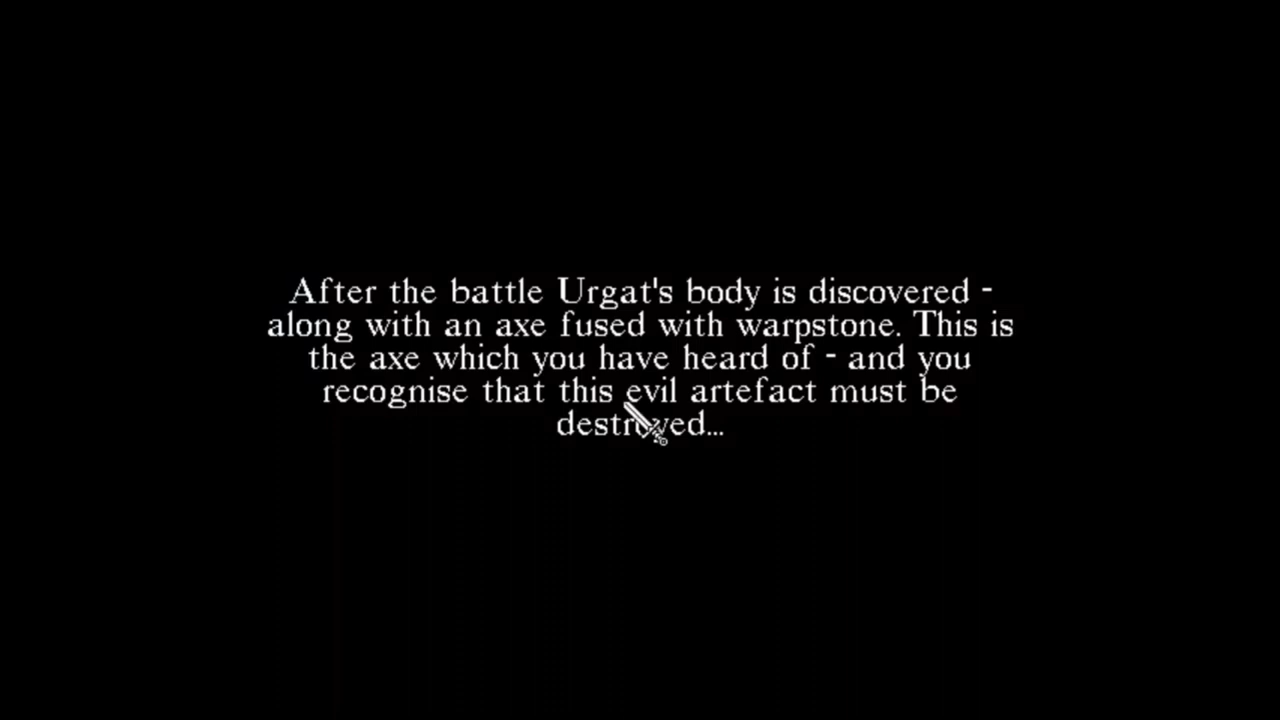 After the battle Urgat's body is discovered -
along with an axe fused with warpstone. This is
the axe which you have heard of - and you
recognise that this evil artefact must be
destroyed...